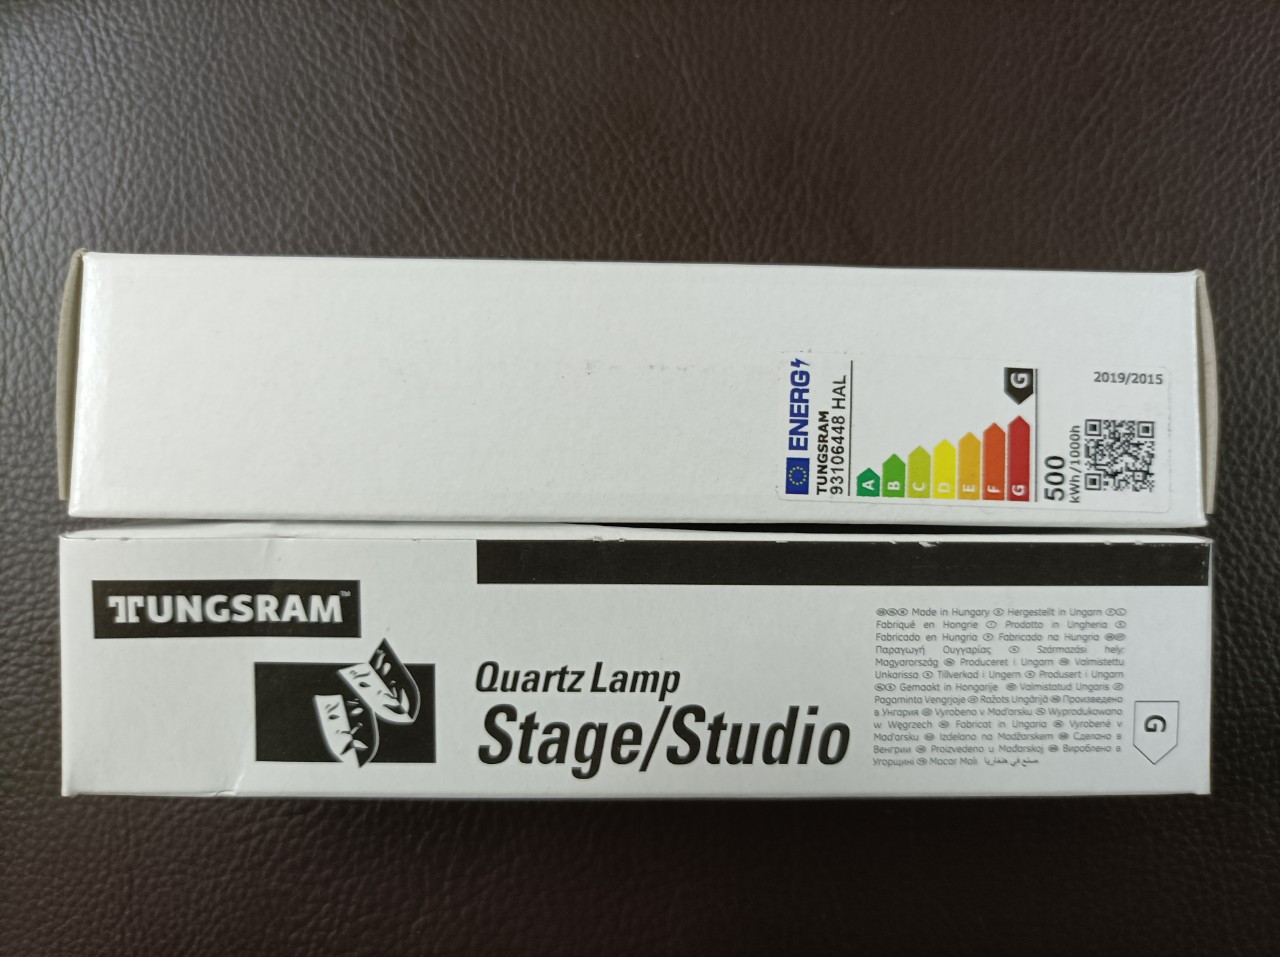 ENERG
TUNGSRAM
93106448 HAL
A
B
C
D
E
F
G
G
500
kWh/1000h
2019/2015
TUNGSRAM™
Quartz Lamp
Stage/Studio
Made in Hungary Hergestellt in Ungarn
Fabriqué en Hongrie Prodotto in Ungheria
Fabricado en Hungria Fabricado na Hungria
Παραγωγή Ουγγαρίας Származási hely:
Magyarország Produceret i Ungarn Valmistettu
Unkarissa Tillverkad i Ungern Produsert i Ungarn
Gemaakt in Hongarije Valmistatud Ungaris
Pagaminta Vengrijoje Ražots Ungārijā Произведено
в Унгария Vyrobeno v Maďarsku Wyprodukowano
w Węgrzech Fabricat in Ungaria Vyrobené v
Maďarsku Izdelano na Madžarskem Сделано в
Венгрии Proizvedeno u Mađarskoj Вироблено в
Угорщині Macar Malı صنع في هنغاريا
G